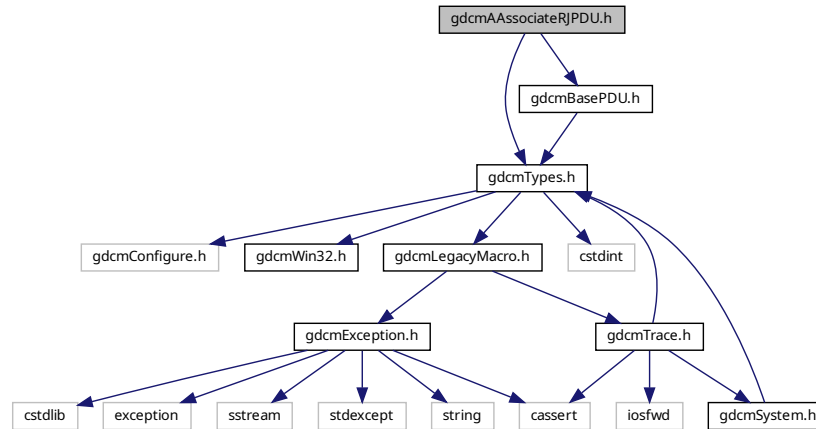 gdcmAAssociateRJPDU.h
gdcmBasePDU.h
gdcmTypes.h
gdcmConfigure.h
gdcmWin32.h
gdcmLegacyMacro.h
cstdint
gdcmException.h
gdcmTrace.h
cstdlib
exception
sstream
stdexcept
string
cassert
iosfwd
gdcmSystem.h